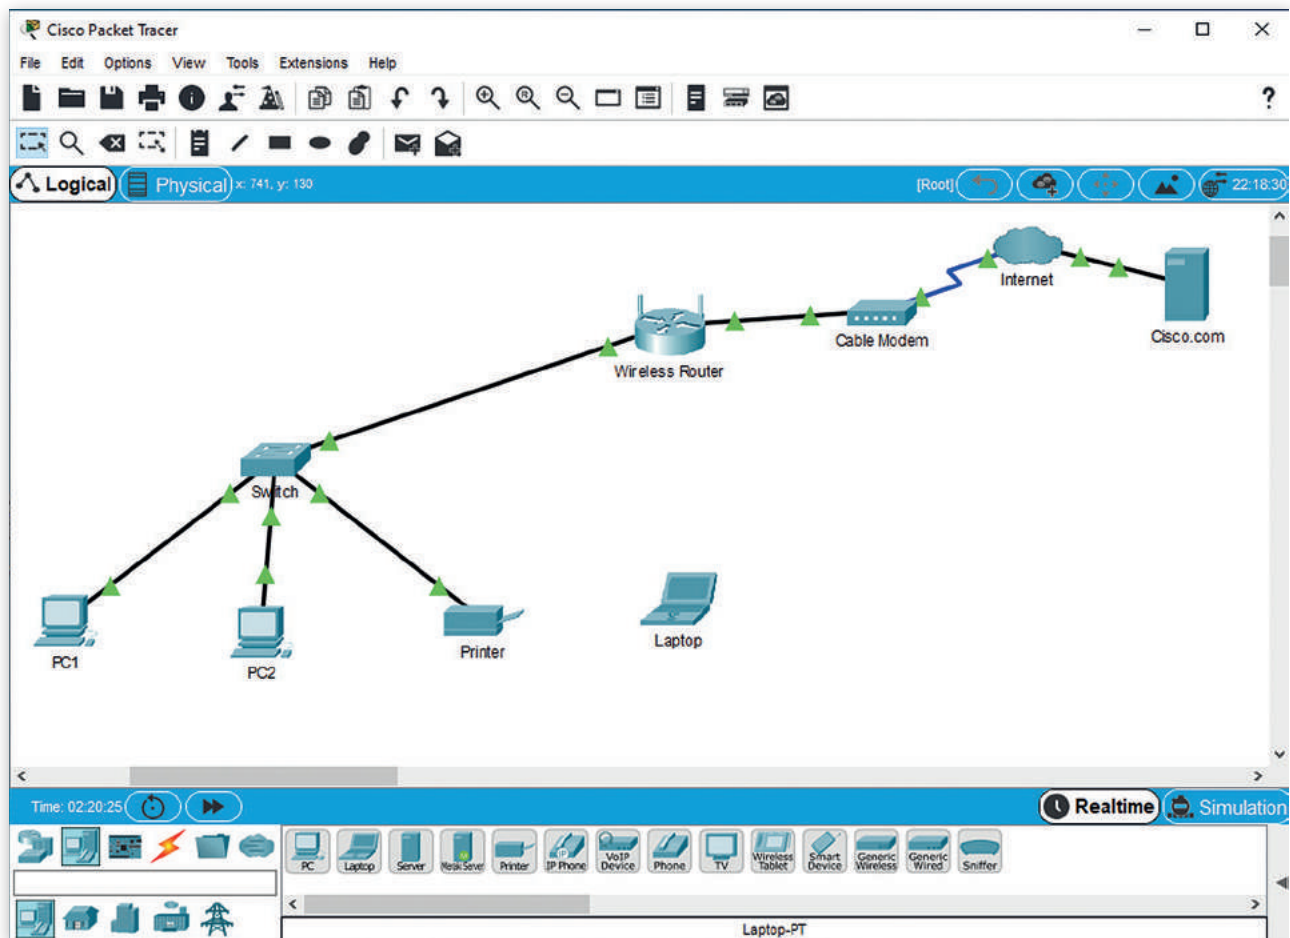 Cisco Packet Tracer
File Edit Options View Tools Extensions Help
?
Logical Physical x: 741, y: 130 [Root] 22:18:30
Internet
Cisco.com
Cable Modem
Wireless Router
Switch
PC1
PC2
Printer
Laptop
Time: 02:20:25 Realtime Simulation
PC Laptop Server Meraki Server Printer IP Phone VoIP Device Phone TV Wireless Tablet Smart Device Generic Wireless Generic Wired Sniffer
Laptop-PT